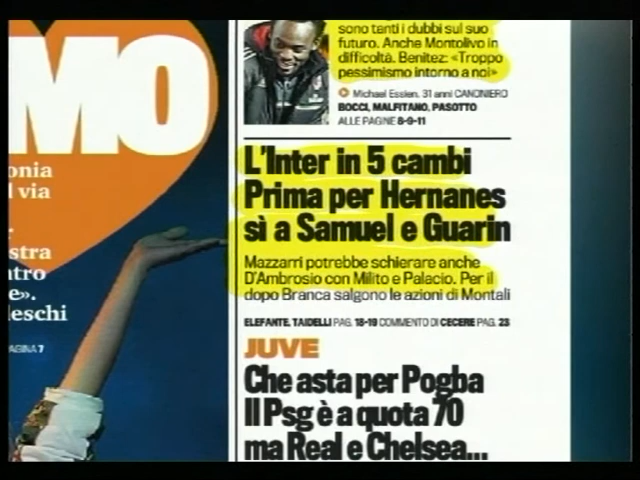 MO
onia
l via
r
stra
ntro
e».
deschi
AGINA 7
sono tanti i dubbi sul suo
futuro. Anche Montolivo in
difficoltà. Benitez: «Troppo
pessimismo intorno a noi»
Michael Essien, 31 anni CANONIERO
BOCCI, MALFITANO, PASOTTO
ALLE PAGINE 8-9-11
L'Inter in 5 cambi
Prima per Hernanes
sì a Samuel e Guarin
Mazzarri potrebbe schierare anche
D'Ambrosio con Milito e Palacio. Per il
dopo Branca salgono le azioni di Montali
ELEFANTE, TAIDELLI PAG. 18-19 COMMENTO DI CECERE PAG. 23
JUVE
Che asta per Pogba
Il Psg è a quota 70
ma Real e Chelsea...